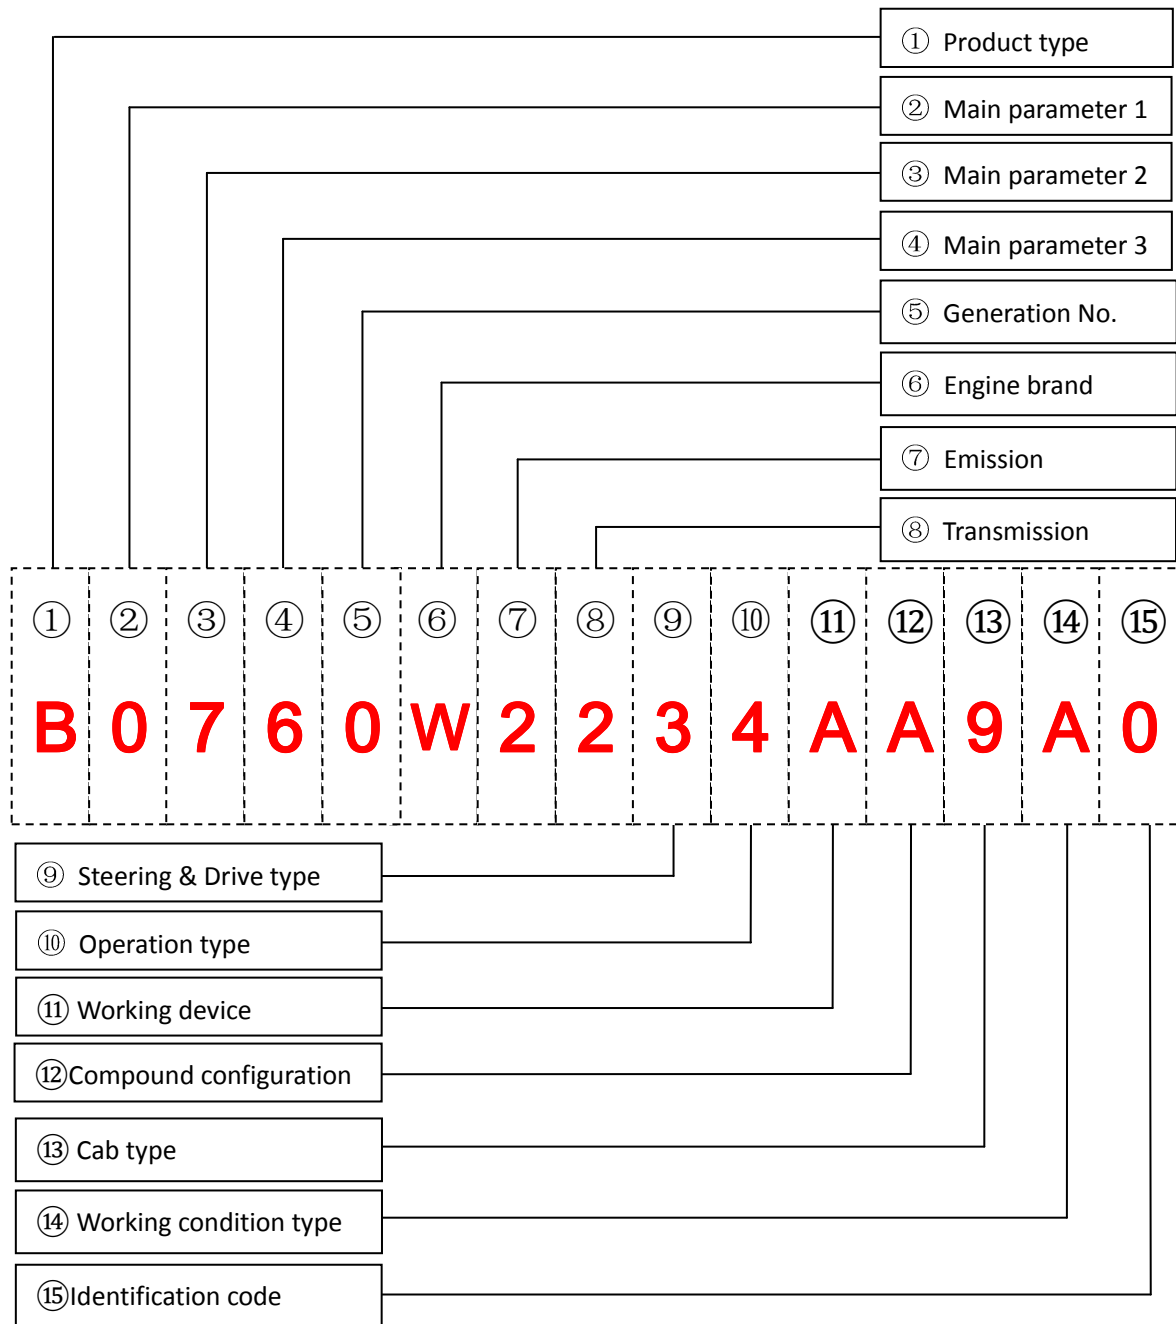 ① Product type
② Main parameter 1
③ Main parameter 2
④ Main parameter 3
⑤ Generation No.
⑥ Engine brand
⑦ Emission
⑧ Transmission
① ② ③ ④ ⑤ ⑥ ⑦ ⑧ ⑨ ⑩ ⑪ ⑫ ⑬ ⑭ ⑮
B 0 7 6 0 W 2 2 3 4 A A 9 A 0
⑨ Steering & Drive type
⑩ Operation type
⑪ Working device
⑫Compound configuration
⑬ Cab type
⑭ Working condition type
⑮Identification code